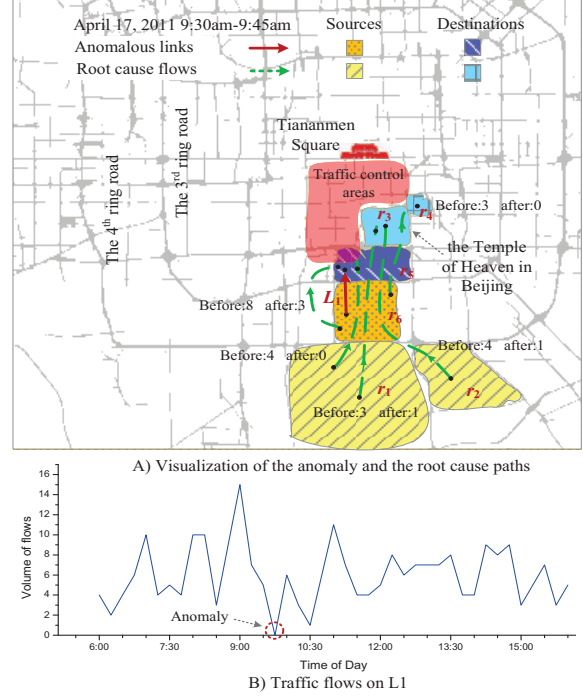 April 17, 2011 9:30am-9:45am Sources Destinations
Anomalous links
Root cause flows
Tiananmen
Square
Traffic control
areas
The 4th ring road
The 3rd ring road
r3
r4
Before:3 after:0
the Temple
of Heaven in
Beijing
r5
L1
Before:8 after:3
r6
Before:4 after:0
Before:4 after:1
r1
r2
Before:3 after:1
A) Visualization of the anomaly and the root cause paths
Volume of flows
16
14
12
10
8
6
4
2
0
Anomaly
6:00 7:30 9:00 10:30 12:00 13:30 15:00
Time of Day
B) Traffic flows on L1